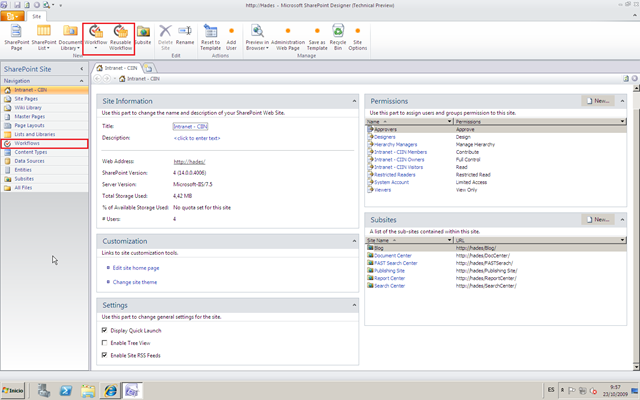 http://Hades/ - Microsoft SharePoint Designer (Technical Preview)
Site
SharePoint Page
SharePoint List
Document Library
Workflow
Reusable Workflow
Subsite
Delete Site
Rename
Reset to Template
Add User
Preview in Browser
Administration Web Page
Save as Template
Recycle Bin
Site Options
New
Edit
Actions
Manage
SharePoint Site
Navigation
Intranet - CIIN
Site Pages
Wiki Library
Master Pages
Page Layouts
Lists and Libraries
Workflows
Content Types
Data Sources
Entities
Subsites
All Files
Intranet - CIIN
Intranet - CIIN
Site Information
Use this part to change the name and description of your SharePoint Web Site.
Title: Intranet - CIIN
Description: <click to enter text>
Web Address: http://hades/
SharePoint Version: 4 (14.0.0.4006)
Server Version: Microsoft-IIS/7.5
Total Storage Used: 4,42 MB
% of Available Storage Used: No quota set for this site
# Users: 4
Customization
Links to site customization tools.
Edit site home page
Change site theme
Settings
Use this part to change general settings for the site.
Display Quick Launch
Enable Tree View
Enable Site RSS Feeds
Permissions
New...
Use this part to assign users and groups permission to this site.
Name Permissions
Approvers Approve
Designers Design
Hierarchy Managers Manage Hierarchy
Intranet - CIIN Members Contribute
Intranet - CIIN Owners Full Control
Intranet - CIIN Visitors Read
Restricted Readers Restricted Read
System Account Limited Access
Viewers View Only
Subsites
New...
A list of the sub-sites contained within this site.
Site Name URL
Blog http://hades/Blog/
Document Center http://hades/DocCenter/
FAST Search Center http://hades/FASTSerach/
Publishing Site http://hades/Publishing Site/
Report Center http://hades/ReportCenter/
Search Center http://hades/SearchCenter/
Inicio
ES
9:57
23/10/2009